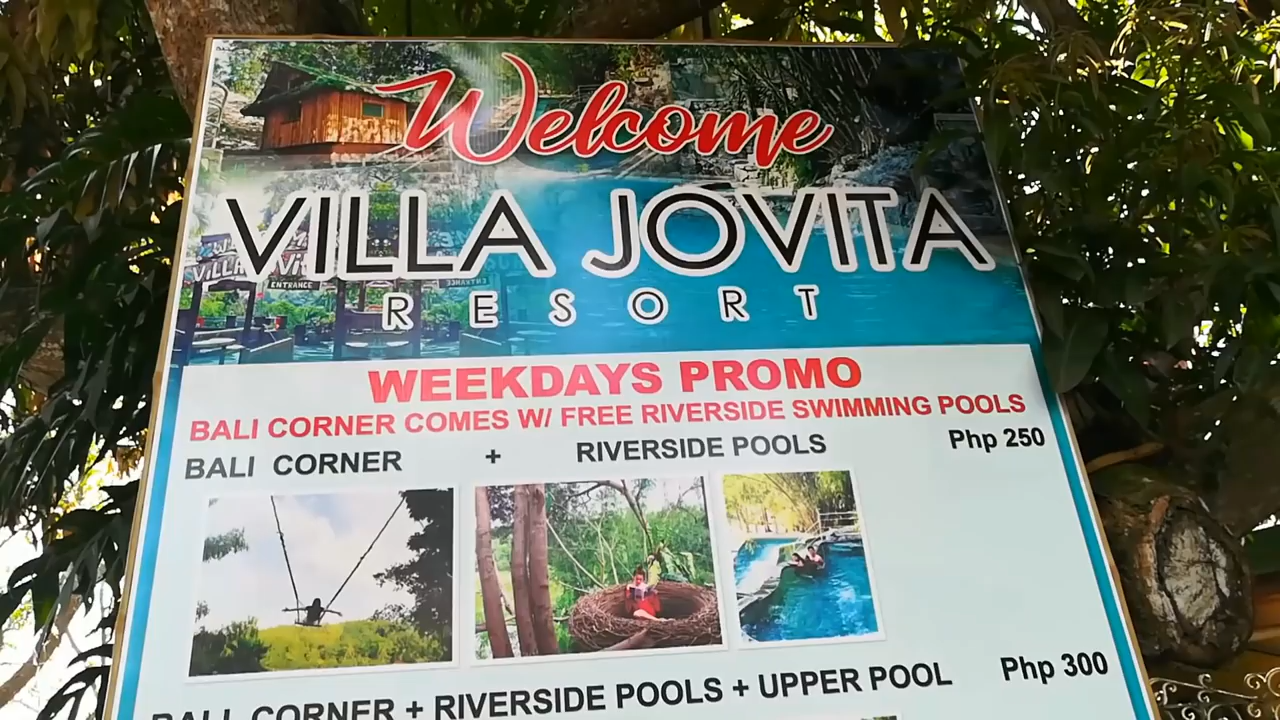 Welcome
VILLA JOVITA
RESORT
ENTRANCE
WEEKDAYS PROMO
BALI CORNER COMES W/ FREE RIVERSIDE SWIMMING POOLS
BALI CORNER + RIVERSIDE POOLS Php 250
BALI CORNER + RIVERSIDE POOLS + UPPER POOL Php 300